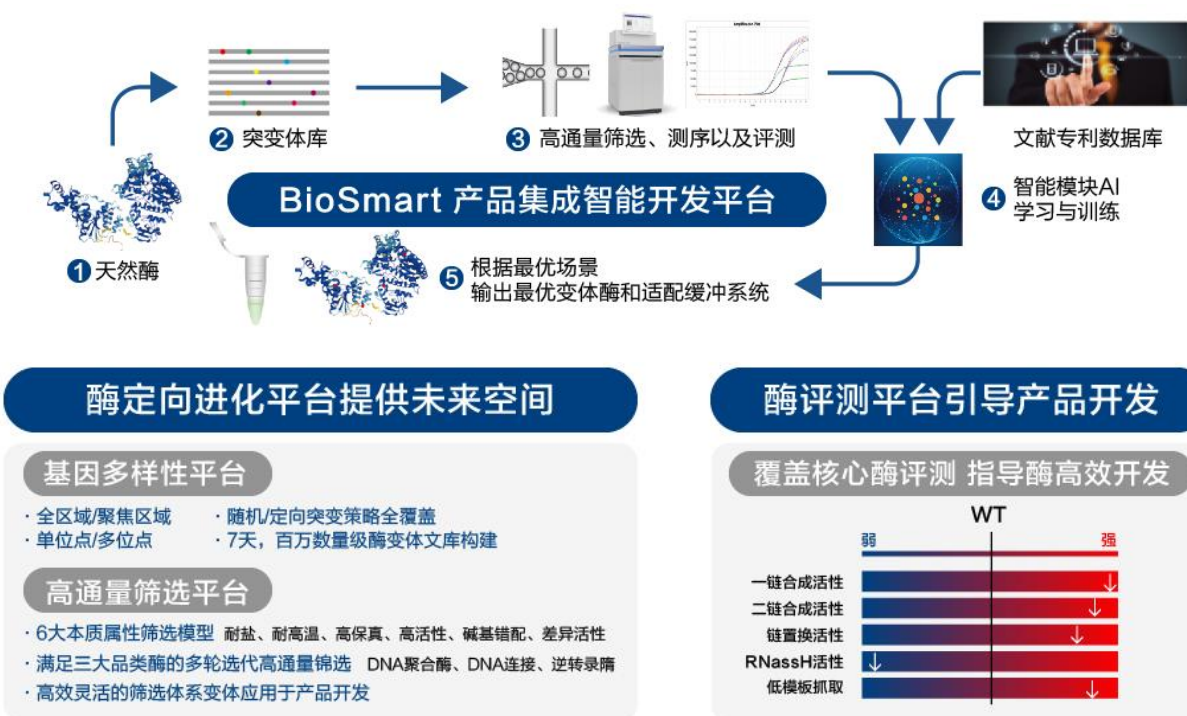 ② 突变体库
③ 高通量筛选、测序以及评测
文献专利数据库
BioSmart 产品集成智能开发平台
④ 智能模块AI
学习与训练
① 天然酶
⑤ 根据最优场景
输出最优变体酶和适配缓冲系统
酶定向进化平台提供未来空间
基因多样性平台
· 全区域/聚焦区域 · 随机/定向突变策略全覆盖
· 单位点/多位点 · 7天,百万数量级酶变体文库构建
高通量筛选平台
· 6大本质属性筛选模型 耐盐、耐高温、高保真、高活性、碱基错配、差异活性
· 满足三大品类酶的多轮选代高通量锦选 DNA聚合酶、DNA连接、逆转录隋
· 高效灵活的筛选体系变体应用于产品开发
酶评测平台引导产品开发
覆盖核心酶评测 指导酶高效开发
WT
弱 强
一链合成活性
二链合成活性
链置换活性
RNassH活性
低模板抓取